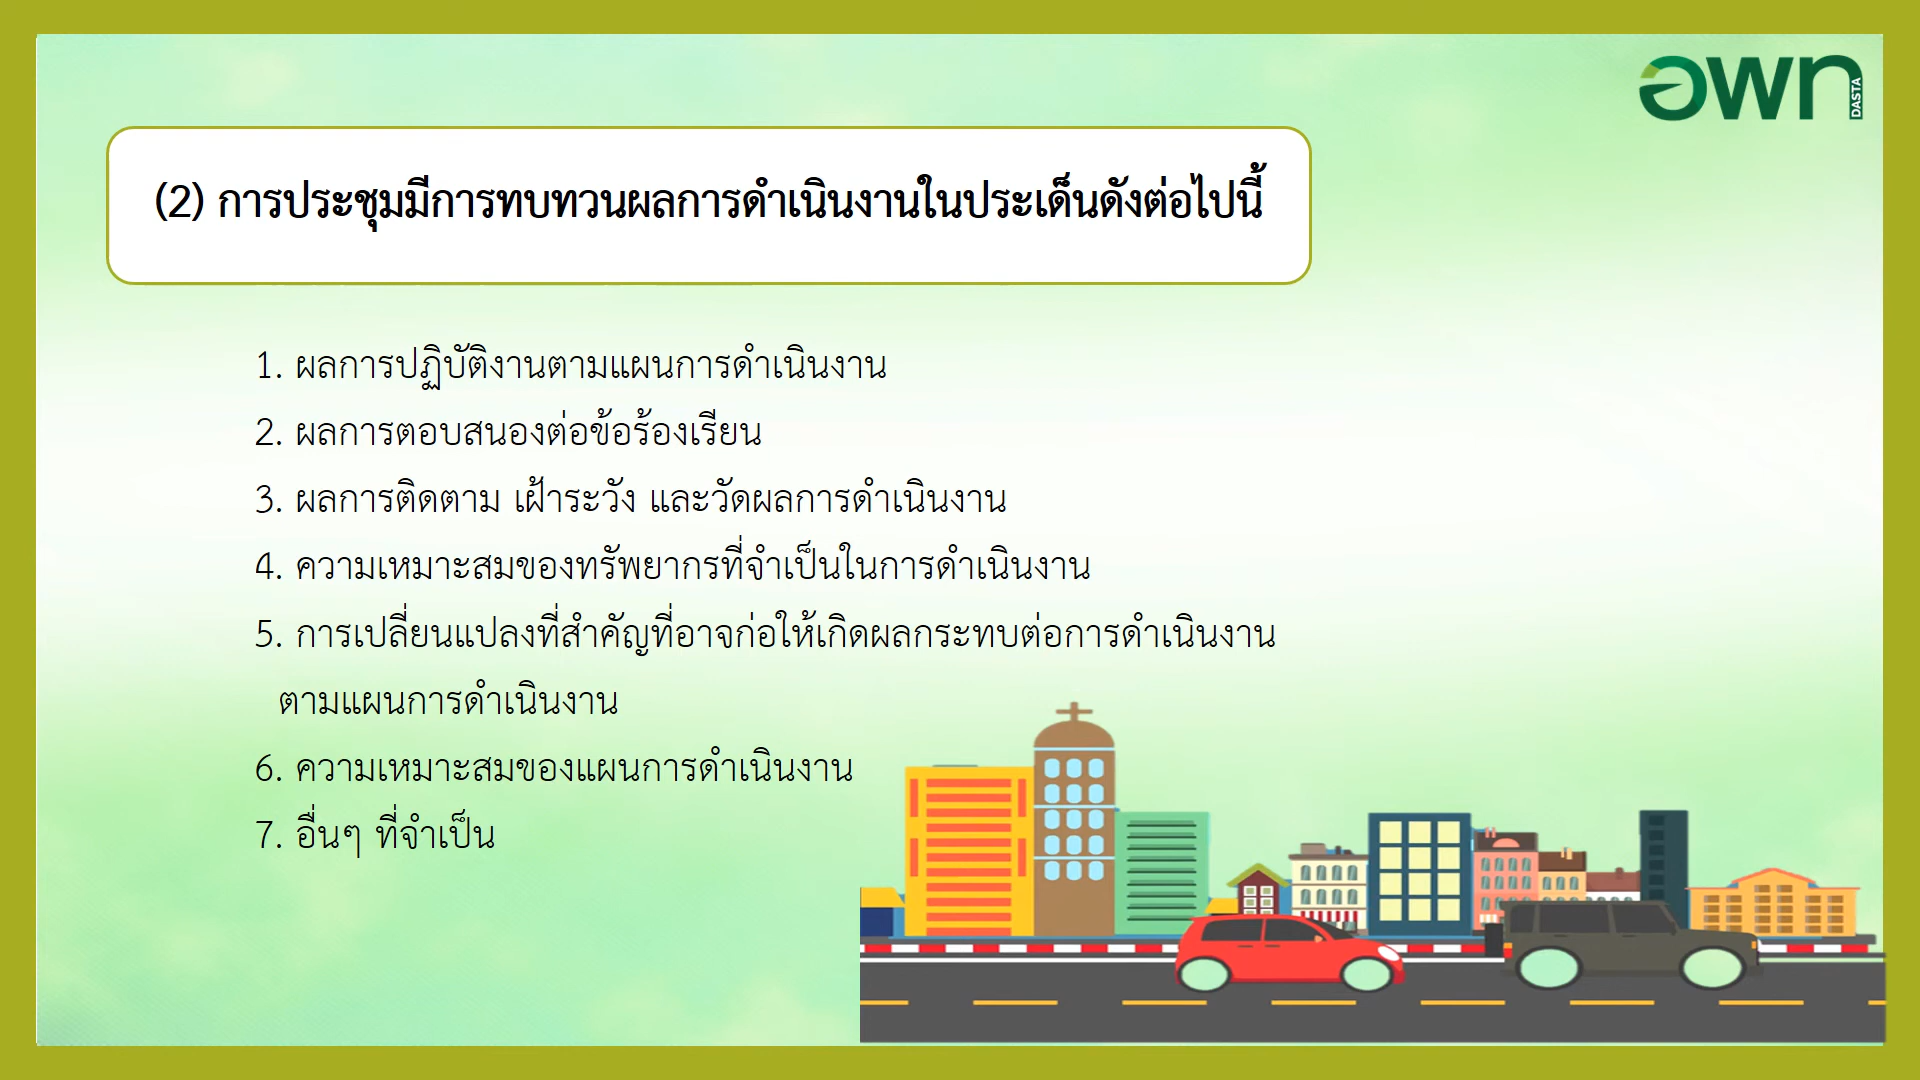 อพท
DASTA
(2) การประชุมมีการทบทวนผลการดำเนินงานในประเด็นดังต่อไปนี้
1. ผลการปฏิบัติงานตามแผนการดำเนินงาน
2. ผลการตอบสนองต่อข้อร้องเรียน
3. ผลการติดตาม เฝ้าระวัง และวัดผลการดำเนินงาน
4. ความเหมาะสมของทรัพยากรที่จำเป็นในการดำเนินงาน
5. การเปลี่ยนแปลงที่สำคัญที่อาจก่อให้เกิดผลกระทบต่อการดำเนินงาน
ตามแผนการดำเนินงาน
6. ความเหมาะสมของแผนการดำเนินงาน
7. อื่นๆ ที่จำเป็น